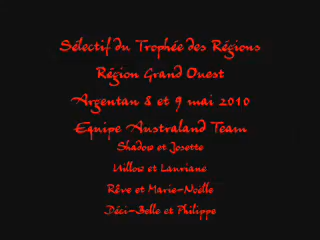 Sélectif du Trophée des Régions
Région Grand Ouest
Argentan 8 et 9 mai 2010
Equipe Australand Team
Shadow et Josette
Willow et Lauriane
Rêve et Marie-Noëlle
Déci-Belle et Philippe